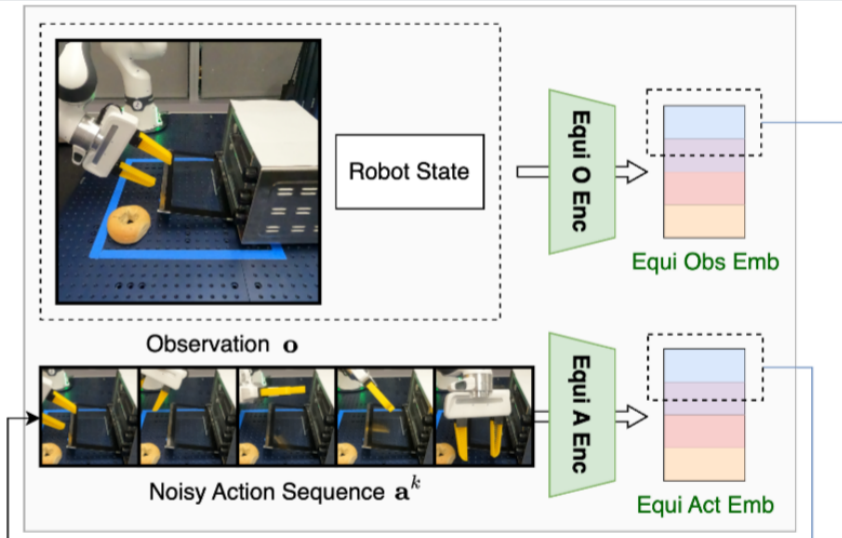 Robot State
Equi O Enc
Equi Obs Emb
Observation o
Equi A Enc
Noisy Action Sequence a^k
Equi Act Emb